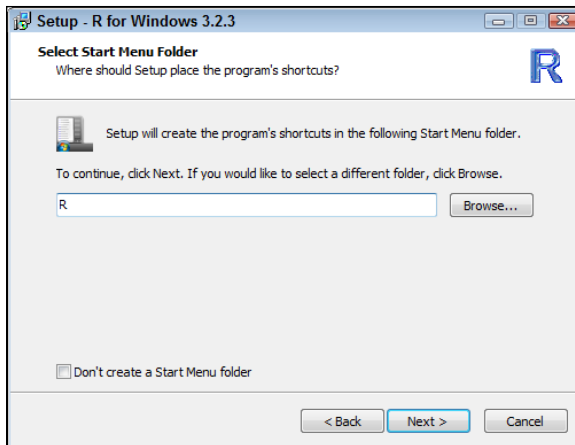 Setup - R for Windows 3.2.3
Select Start Menu Folder
Where should Setup place the program's shortcuts?
R
Setup will create the program's shortcuts in the following Start Menu folder.
To continue, click Next. If you would like to select a different folder, click Browse.
R
Browse...
Don't create a Start Menu folder
< Back
Next >
Cancel